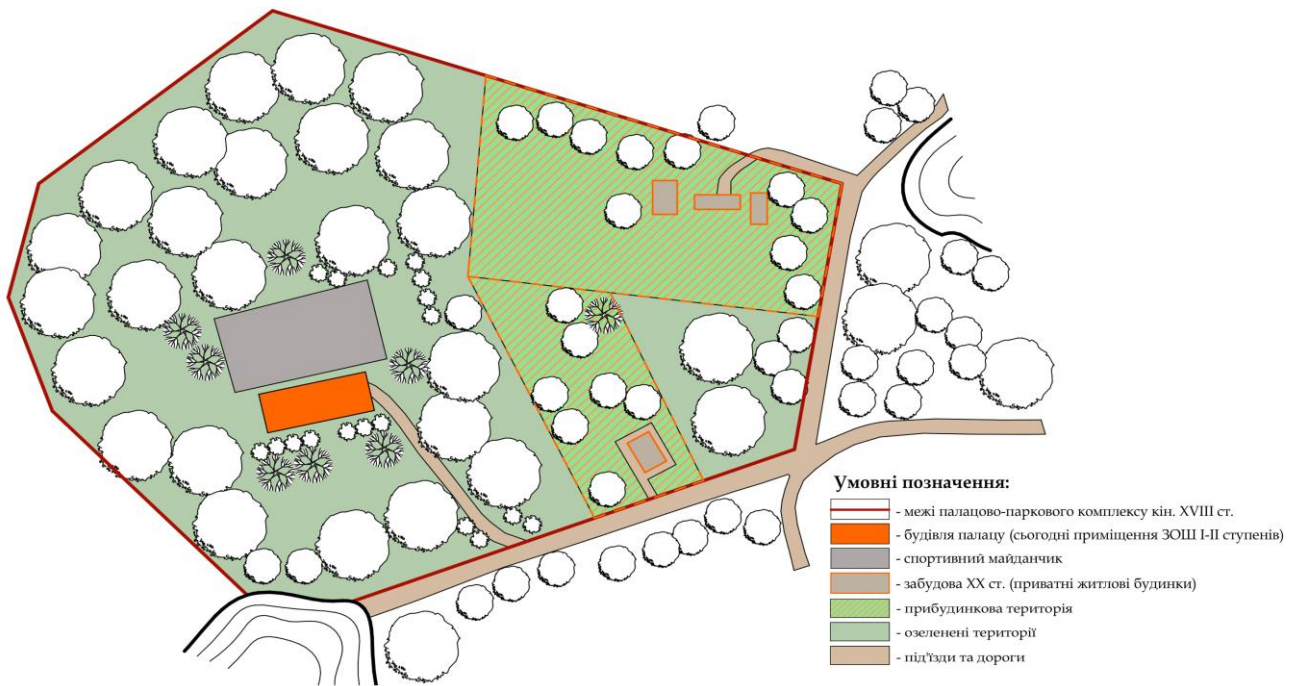 Умовні позначення:
- межі палацово-паркового комплексу кін. XVIII ст.
- будівля палацу (сьогодні приміщення ЗОШ І-ІІ ступенів)
- спортивний майданчик
- забудова XX ст. (приватні житлові будинки)
- прибудинкова територія
- озеленені території
- під'їзди та дороги